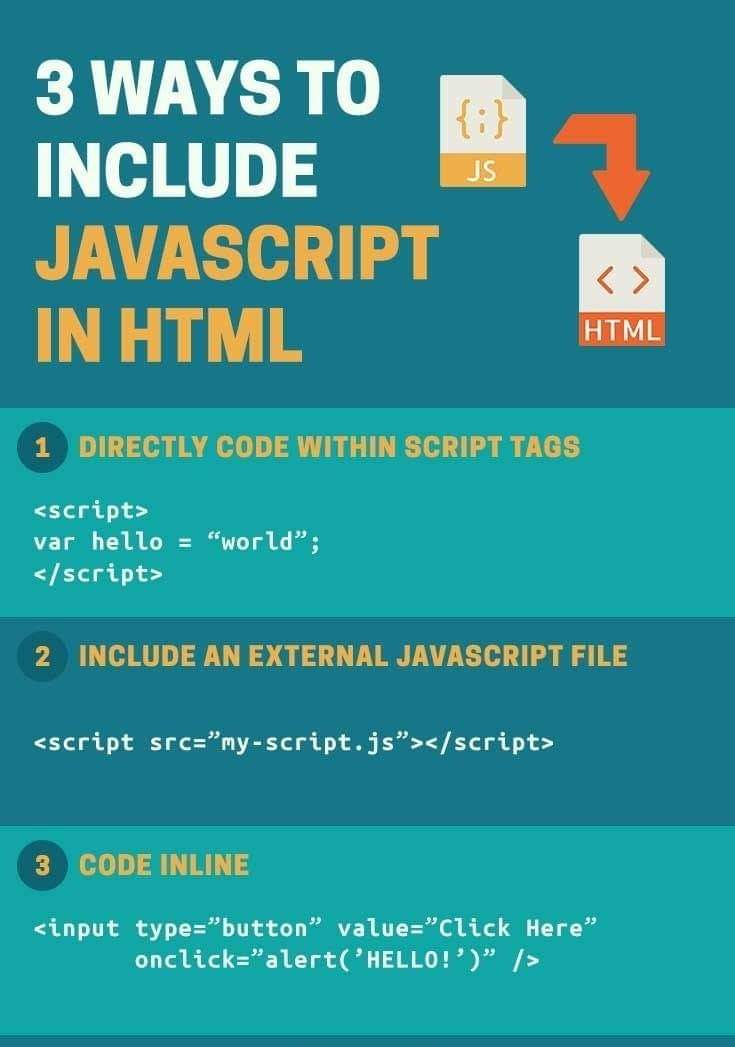 3 WAYS TO
INCLUDE
JAVASCRIPT
IN HTML
{;}
JS
< >
HTML
1 DIRECTLY CODE WITHIN SCRIPT TAGS
<script>
var hello = “world”;
</script>
2 INCLUDE AN EXTERNAL JAVASCRIPT FILE
<script src=”my-script.js”></script>
3 CODE INLINE
<input type=”button” value=”Click Here”
onclick=”alert(’HELLO!’)” />